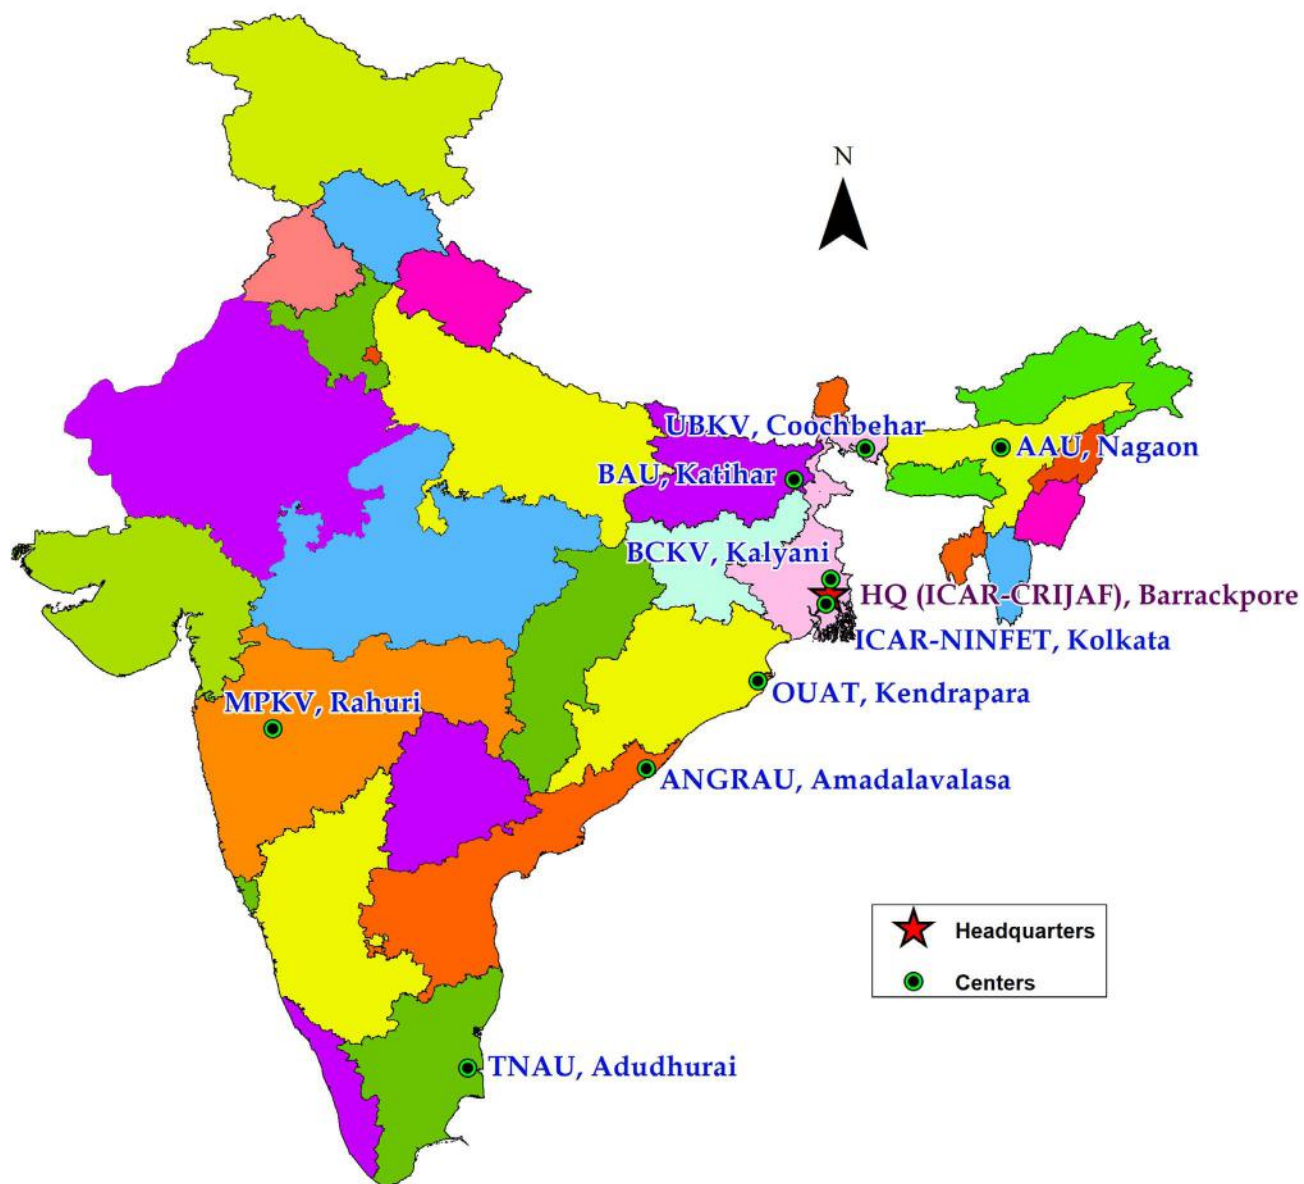 N
UBKV, Coochbehar
AAU, Nagaon
BAU, Katihar
BCKV, Kalyani
HQ (ICAR-CRIJAF), Barrackpore
ICAR-NINFET, Kolkata
OUAT, Kendrapara
MPKV, Rahuri
ANGRAU, Amadalavalasa
Headquarters
Centers
TNAU, Adudhurai